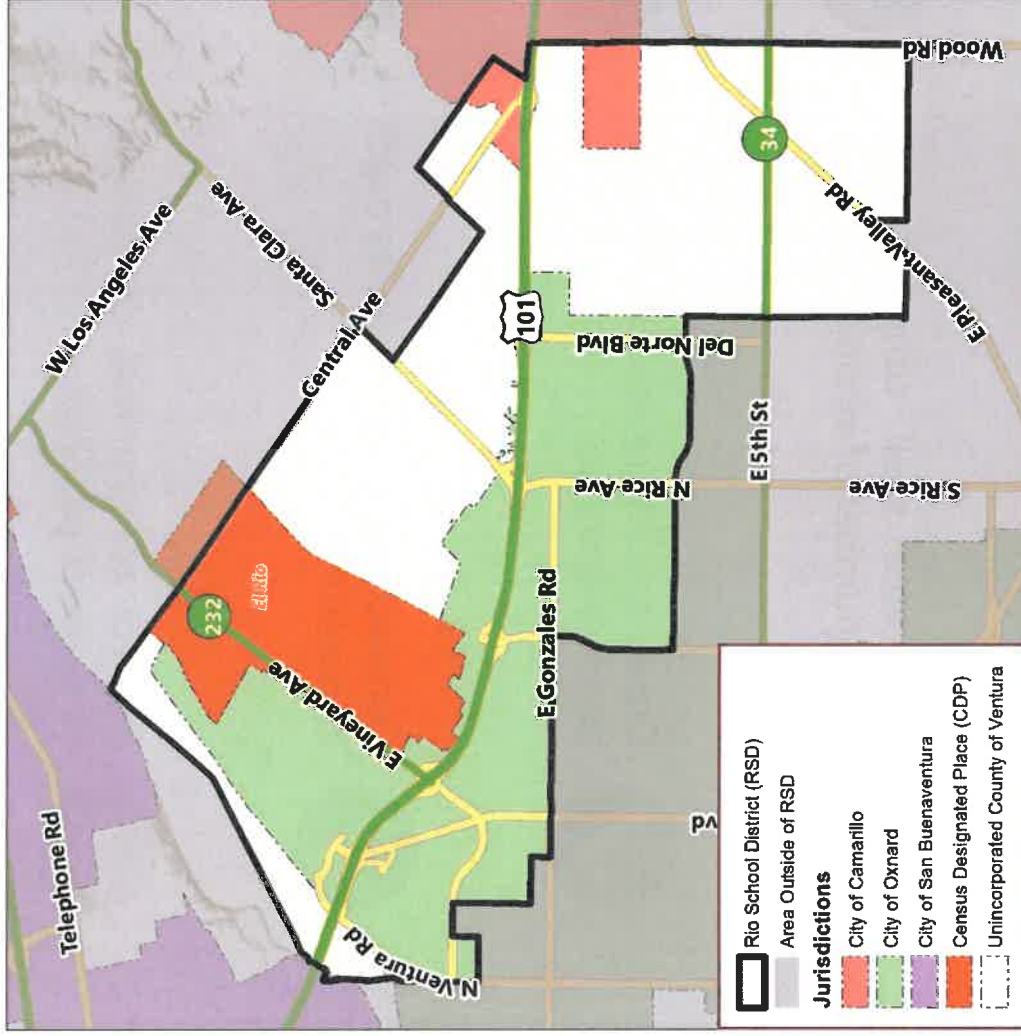 Telephone Rd
W Los Angeles Ave
Santa Clara Ave
Central Ave
232
El Rio
E Vineyard Ave
101
Wood Rd
34
E Pleasant Valley Rd
Del Norte Blvd
E 5th St
N Rice Ave
S Rice Ave
E Gonzales Rd
N Ventura Rd
vd
Rio School District (RSD)
Area Outside of RSD
Jurisdictions
City of Camarillo
City of Oxnard
City of San Buenaventura
Census Designated Place (CDP)
Unincorporated County of Ventura